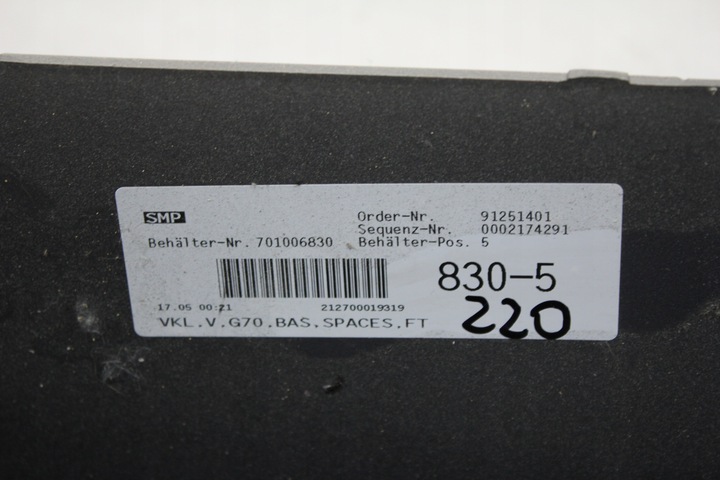 SMP
Order-Nr. 91251401
Sequenz-Nr. 0002174291
Behälter-Nr. 701006830 Behälter-Pos. 5
830-5
17.05 00:21 212700019319
VKL.V.G70.BAS.SPACES.FT
220